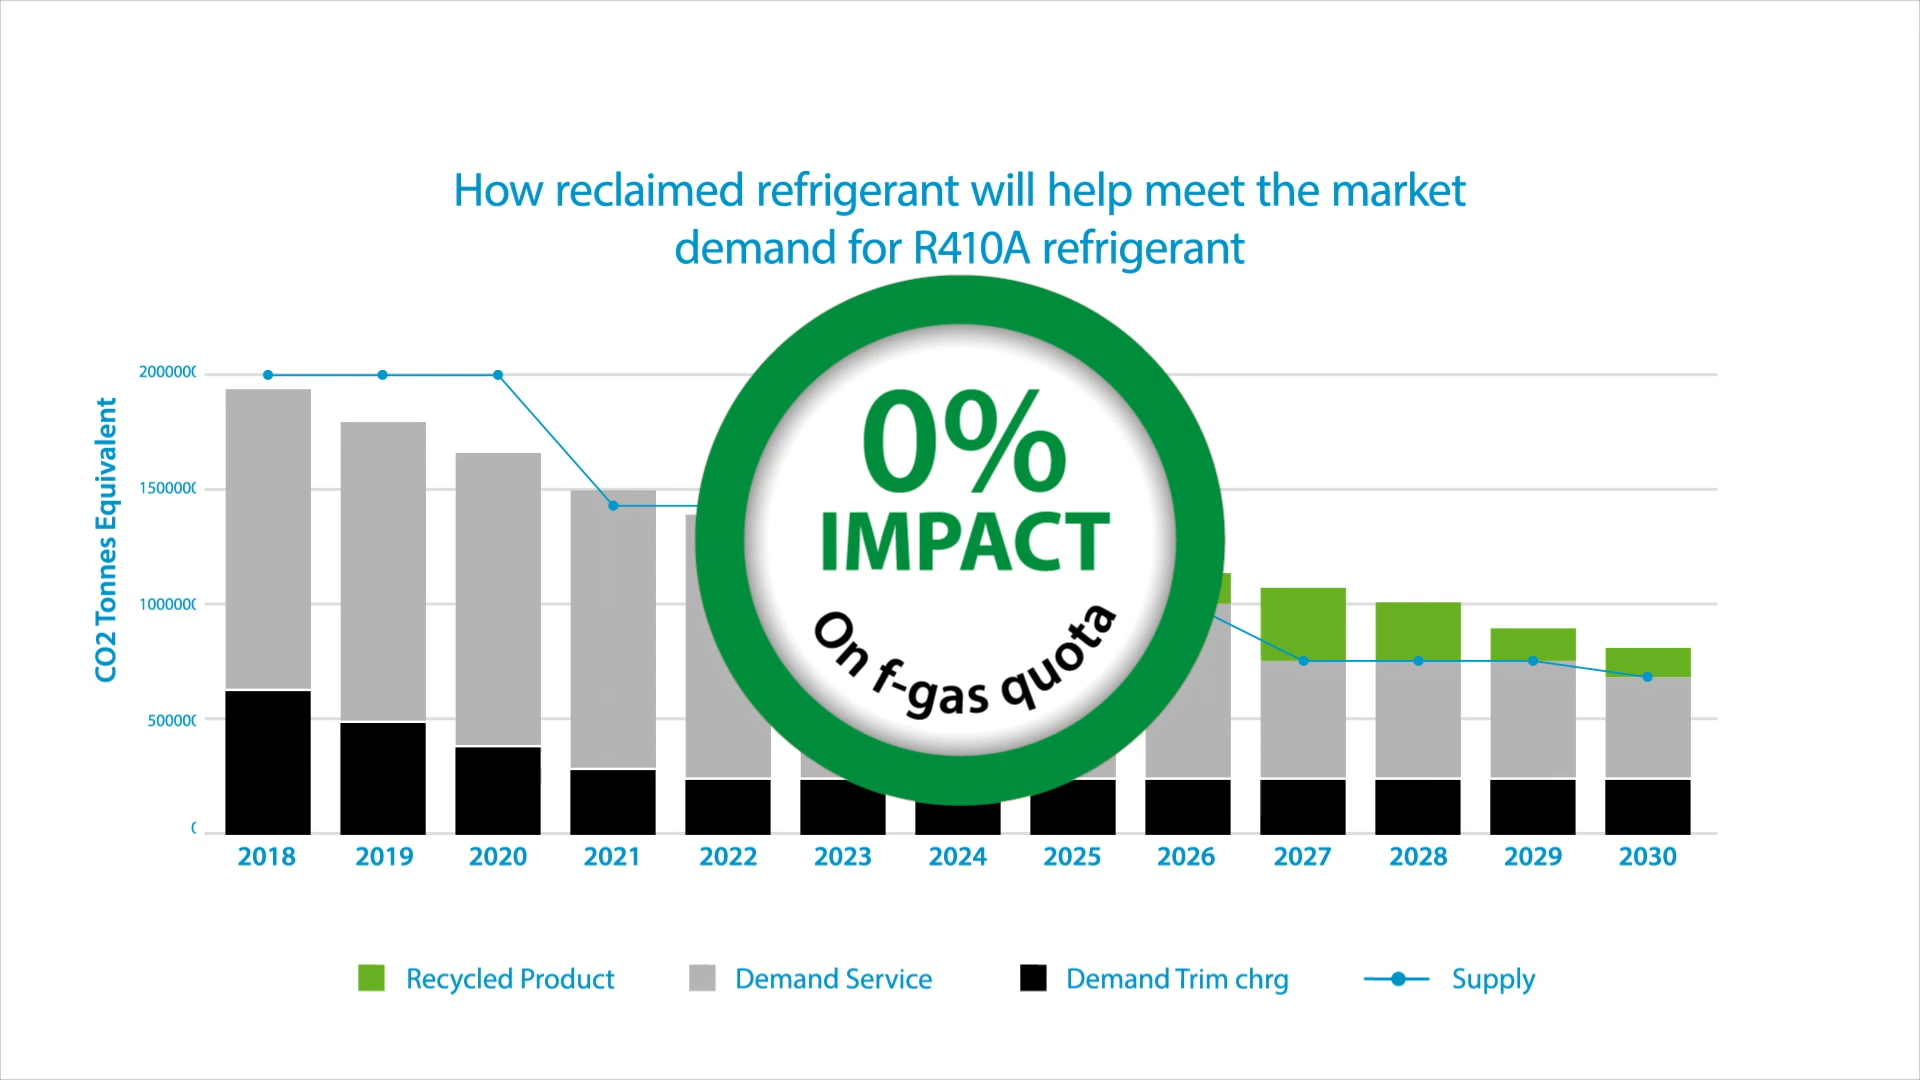 How reclaimed refrigerant will help meet the market
demand for R410A refrigerant
0%
IMPACT
On f-gas quota
CO2 Tonnes Equivalent
2000000
1500000
1000000
500000
0
2018 2019 2020 2021 2022 2023 2024 2025 2026 2027 2028 2029 2030
Recycled Product Demand Service Demand Trim chrg Supply